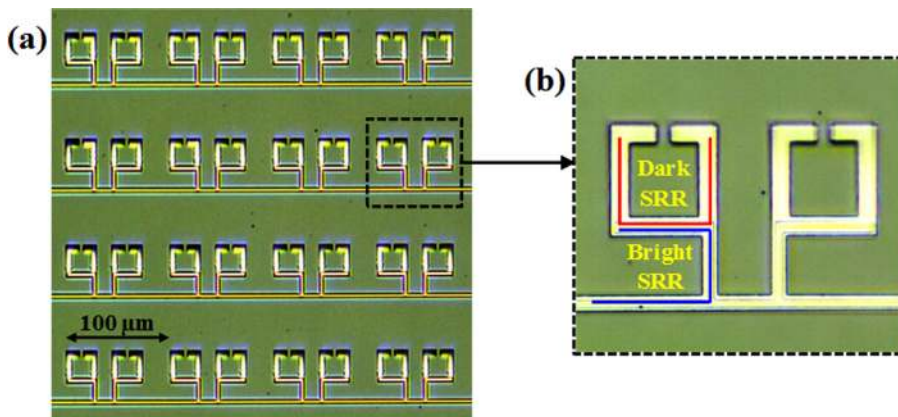 (a)
100 μm
(b)
Dark
SRR
Bright
SRR